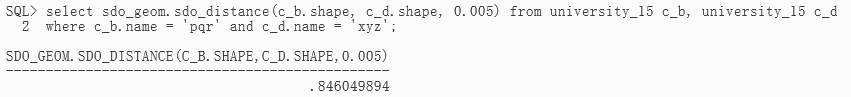 SQL> select sdo_geom.sdo_distance(c_b.shape, c_d.shape, 0.005) from university_15 c_b, university_15 c_d
2 where c_b.name = 'pqr' and c_d.name = 'xyz';
SDO_GEOM.SDO_DISTANCE(C_B.SHAPE,C_D.SHAPE,0.005)
------------------------------------------------
.846049894